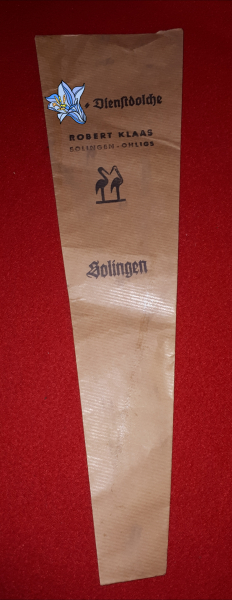 • Dienstdolche
ROBERT KLAAS
SOLINGEN-OHLIGS
Solingen